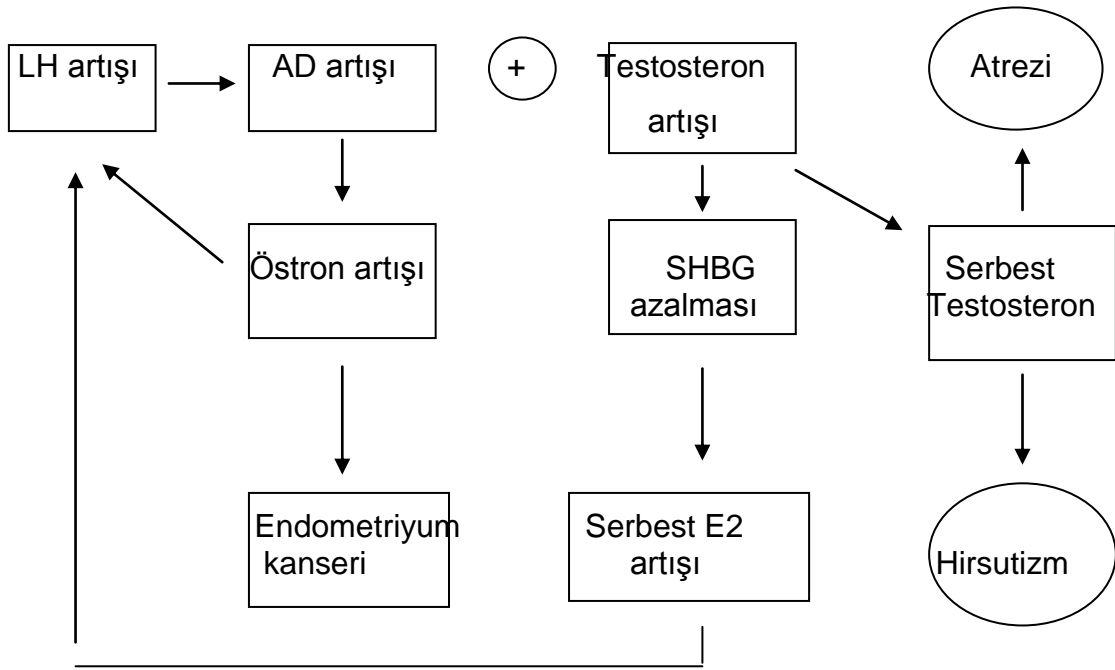 LH artışı
AD artışı
+
Testosteron
artışı
Atrezi
Östron artışı
SHBG
azalması
Serbest
Testosteron
Endometriyum
kanseri
Serbest E2
artışı
Hirsutizm